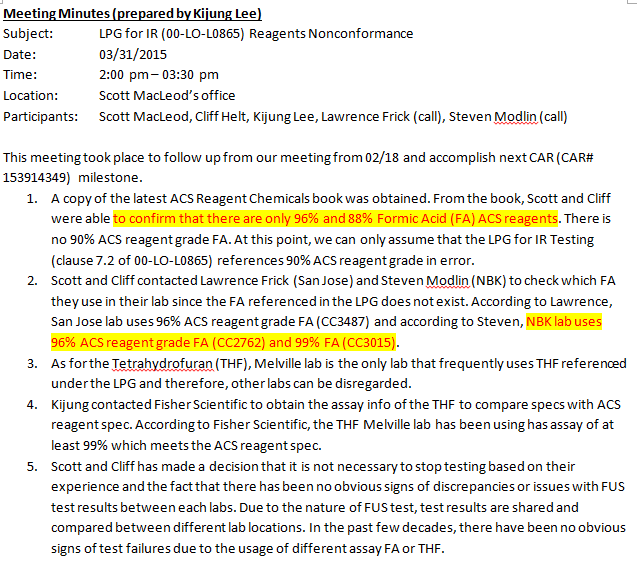 Meeting Minutes (prepared by Kijung Lee)
Subject: LPG for IR (00-LO-L0865) Reagents Nonconformance
Date: 03/31/2015
Time: 2:00 pm – 03:30 pm
Location: Scott MacLeod's office
Participants: Scott MacLeod, Cliff Helt, Kijung Lee, Lawrence Frick (call), Steven Modlin (call)
This meeting took place to follow up from our meeting from 02/18 and accomplish next CAR (CAR#
153914349) milestone.
1. A copy of the latest ACS Reagent Chemicals book was obtained. From the book, Scott and Cliff
were able to confirm that there are only 96% and 88% Formic Acid (FA) ACS reagents. There is
no 90% ACS reagent grade FA. At this point, we can only assume that the LPG for IR Testing
(clause 7.2 of 00-LO-L0865) references 90% ACS reagent grade in error.
2. Scott and Cliff contacted Lawrence Frick (San Jose) and Steven Modlin (NBK) to check which FA
they use in their lab since the FA referenced in the LPG does not exist. According to Lawrence,
San Jose lab uses 96% ACS reagent grade FA (CC3487) and according to Steven, NBK lab uses
96% ACS reagent grade FA (CC2762) and 99% FA (CC3015).
3. As for the Tetrahydrofuran (THF), Melville lab is the only lab that frequently uses THF referenced
under the LPG and therefore, other labs can be disregarded.
4. Kijung contacted Fisher Scientific to obtain the assay info of the THF to compare specs with ACS
reagent spec. According to Fisher Scientific, the THF Melville lab has been using has assay of at
least 99% which meets the ACS reagent spec.
5. Scott and Cliff has made a decision that it is not necessary to stop testing based on their
experience and the fact that there has been no obvious signs of discrepancies or issues with FUS
test results between each labs. Due to the nature of FUS test, test results are shared and
compared between different lab locations. In the past few decades, there have been no obvious
signs of test failures due to the usage of different assay FA or THF.